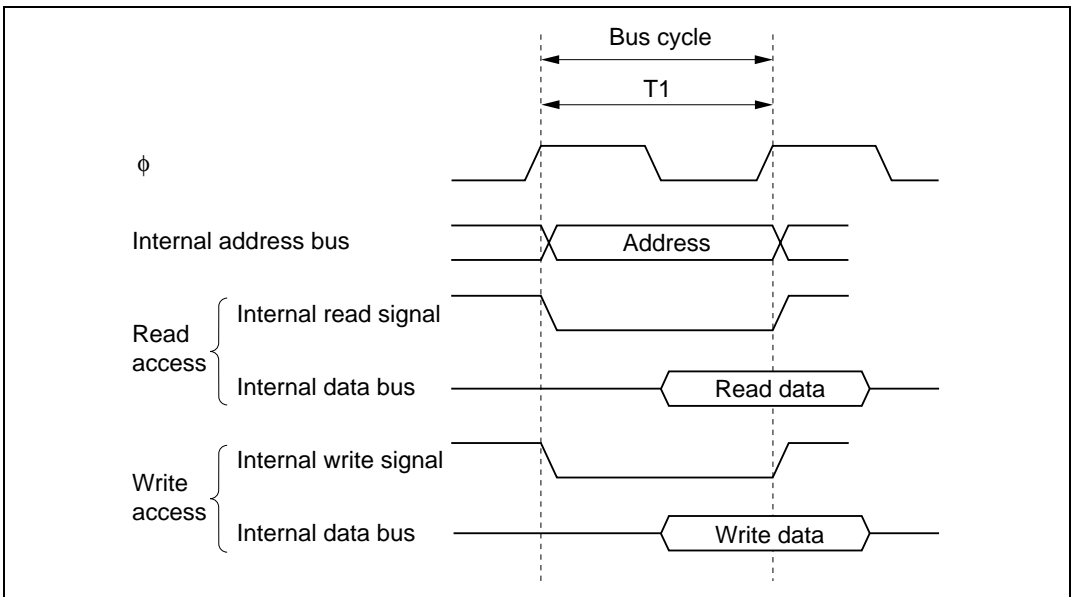 Bus cycle
T1
ϕ
Internal address bus
Address
Read
access
Internal read signal
Internal data bus
Read data
Write
access
Internal write signal
Internal data bus
Write data